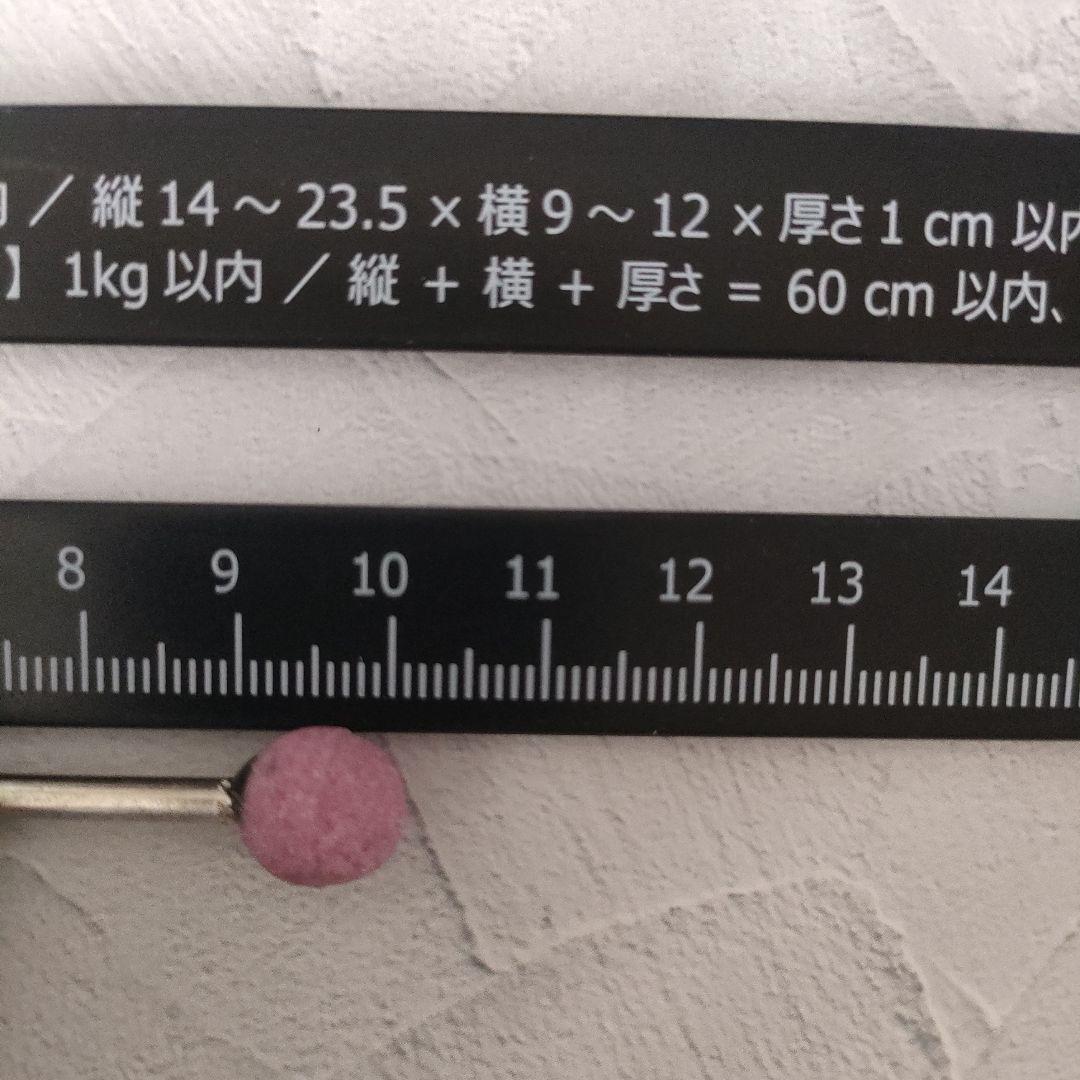 ／ 縦 14 ～ 23.5 × 横 9 ～ 12 × 厚さ 1 cm 以内
】 1kg 以内 ／ 縦 + 横 + 厚さ = 60 cm 以内、
8 9 10 11 12 13 14